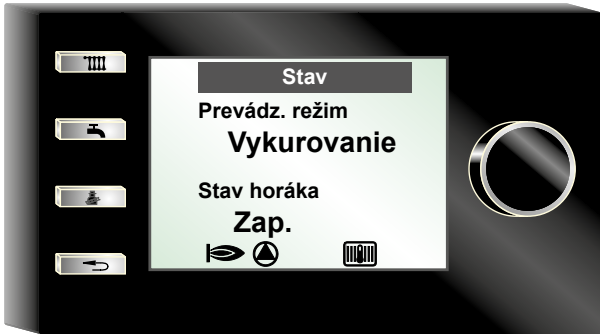 Stav
Prevádz. režim
Vykurovanie
Stav horáka
Zap.